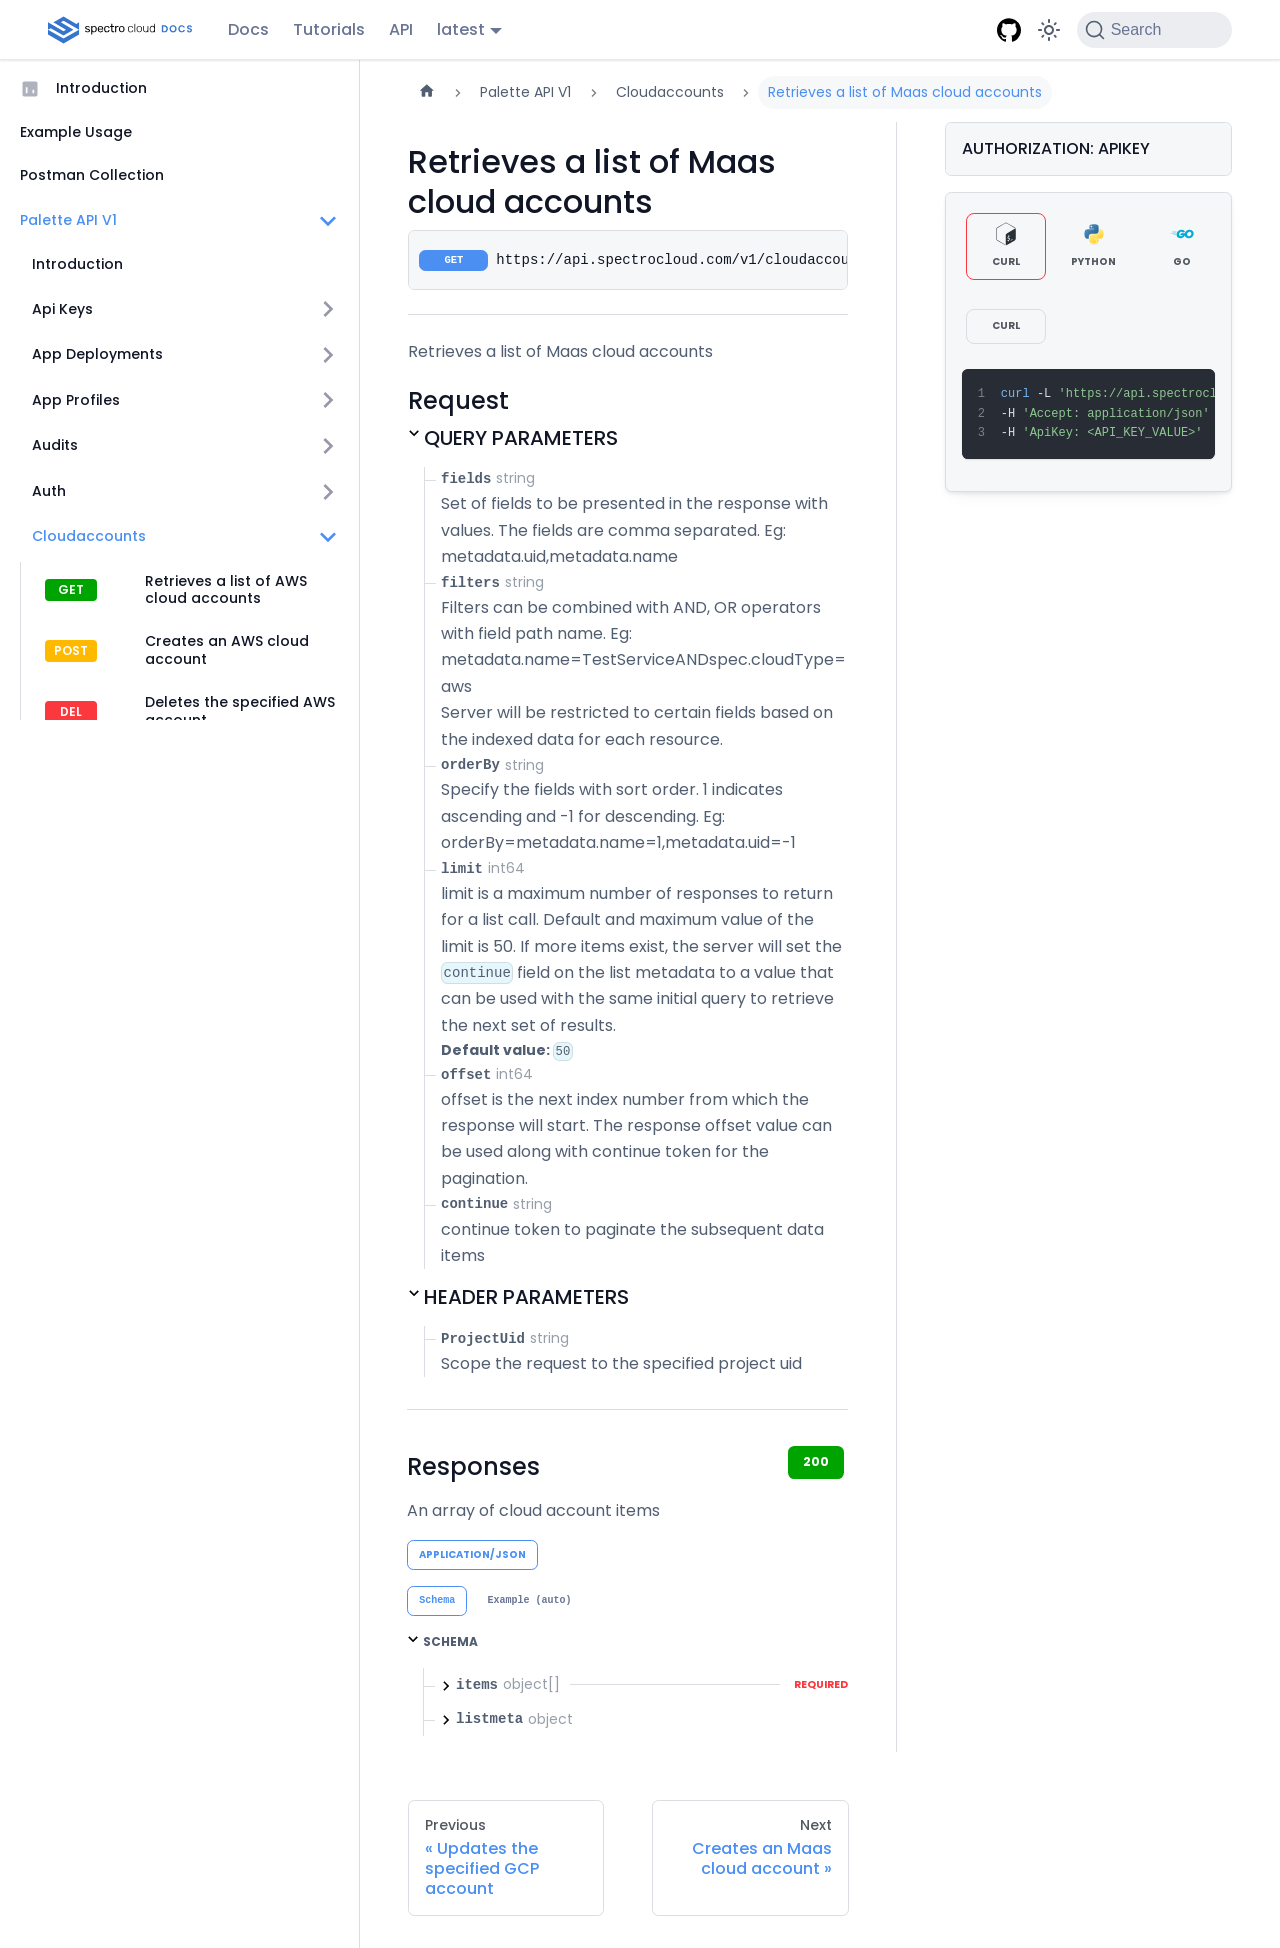 spectro cloud DOCS
Docs
Tutorials
API
latest
Search
Introduction
Example Usage
Postman Collection
Palette API V1
Introduction
Api Keys
App Deployments
App Profiles
Audits
Auth
Cloudaccounts
GET
Retrieves a list of AWS
cloud accounts
POST
Creates an AWS cloud
account
DEL
Deletes the specified AWS
account
Palette API V1
Cloudaccounts
Retrieves a list of Maas cloud accounts
Retrieves a list of Maas
cloud accounts
GET
https://api.spectrocloud.com/v1/cloudaccou
Retrieves a list of Maas cloud accounts
Request
QUERY PARAMETERS
fields string
Set of fields to be presented in the response with
values. The fields are comma separated. Eg:
metadata.uid,metadata.name
filters string
Filters can be combined with AND, OR operators
with field path name. Eg:
metadata.name=TestServiceANDspec.cloudType=
aws
Server will be restricted to certain fields based on
the indexed data for each resource.
orderBy string
Specify the fields with sort order. 1 indicates
ascending and -1 for descending. Eg:
orderBy=metadata.name=1,metadata.uid=-1
limit int64
limit is a maximum number of responses to return
for a list call. Default and maximum value of the
limit is 50. If more items exist, the server will set the
continue field on the list metadata to a value that
can be used with the same initial query to retrieve
the next set of results.
Default value: 50
offset int64
offset is the next index number from which the
response will start. The response offset value can
be used along with continue token for the
pagination.
continue string
continue token to paginate the subsequent data
items
HEADER PARAMETERS
ProjectUid string
Scope the request to the specified project uid
Responses
200
An array of cloud account items
APPLICATION/JSON
Schema
Example (auto)
SCHEMA
items object[]
REQUIRED
listmeta object
Previous
« Updates the
specified GCP
account
Next
Creates an Maas
cloud account »
AUTHORIZATION: APIKEY
CURL
PYTHON
GO
CURL
1 curl -L 'https://api.spectrocl
2 -H 'Accept: application/json'
3 -H 'ApiKey: <API_KEY_VALUE>'